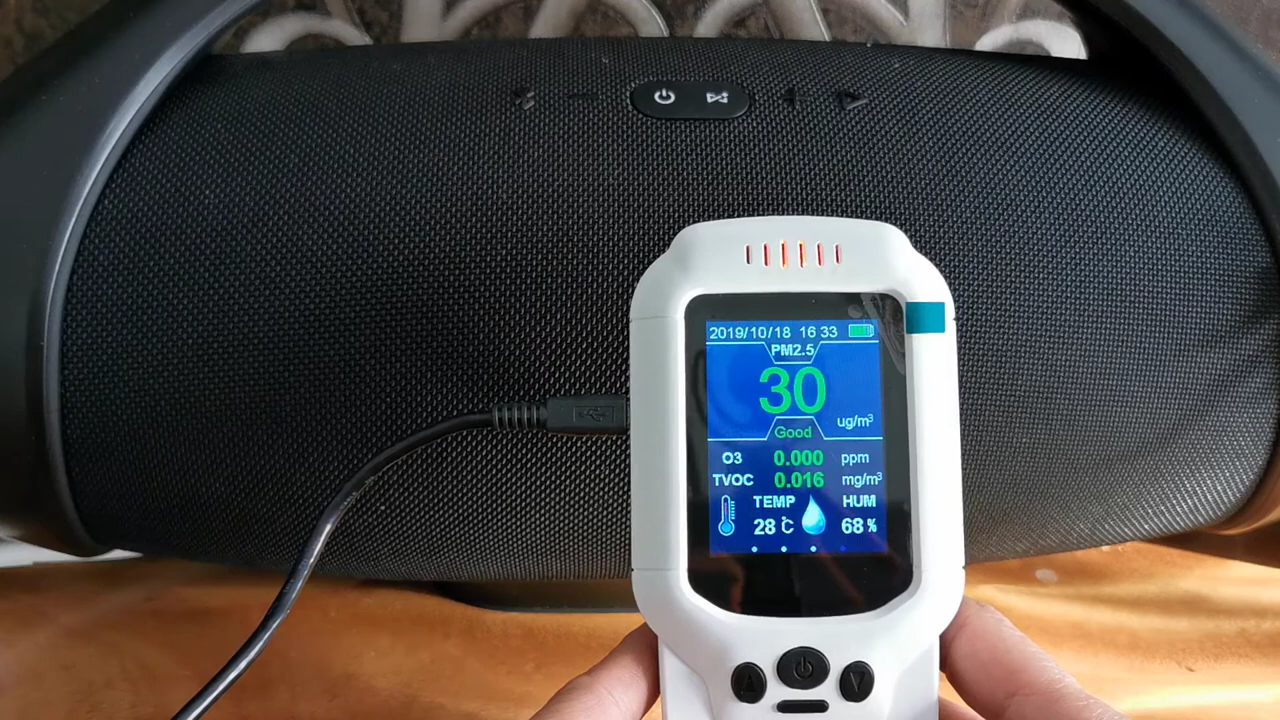 2019/10/18 16 33
PM2.5
30
ug/m³
Good
O3 0.000 ppm
TVOC 0.016 mg/m³
TEMP HUM
28℃ 68%